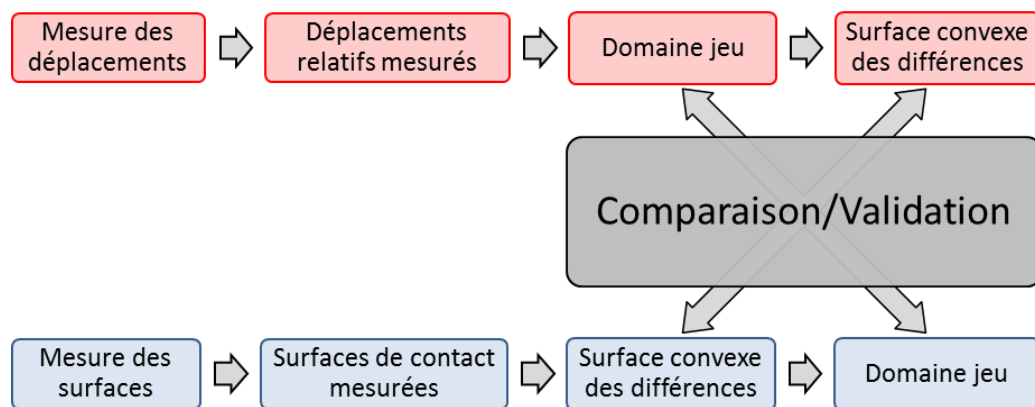 Mesure des
déplacements
Déplacements
relatifs mesurés
Domaine jeu
Surface convexe
des différences
Comparaison/Validation
Mesure des
surfaces
Surfaces de contact
mesurées
Surface convexe
des différences
Domaine jeu